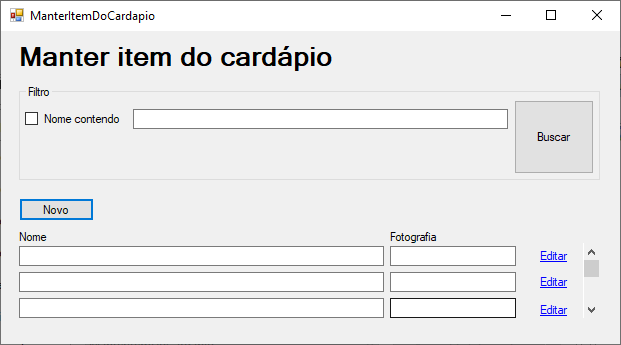 ManterItemDoCardapio
Manter item do cardápio
Filtro
Nome contendo
Buscar
Novo
Nome Fotografia
Editar
Editar
Editar